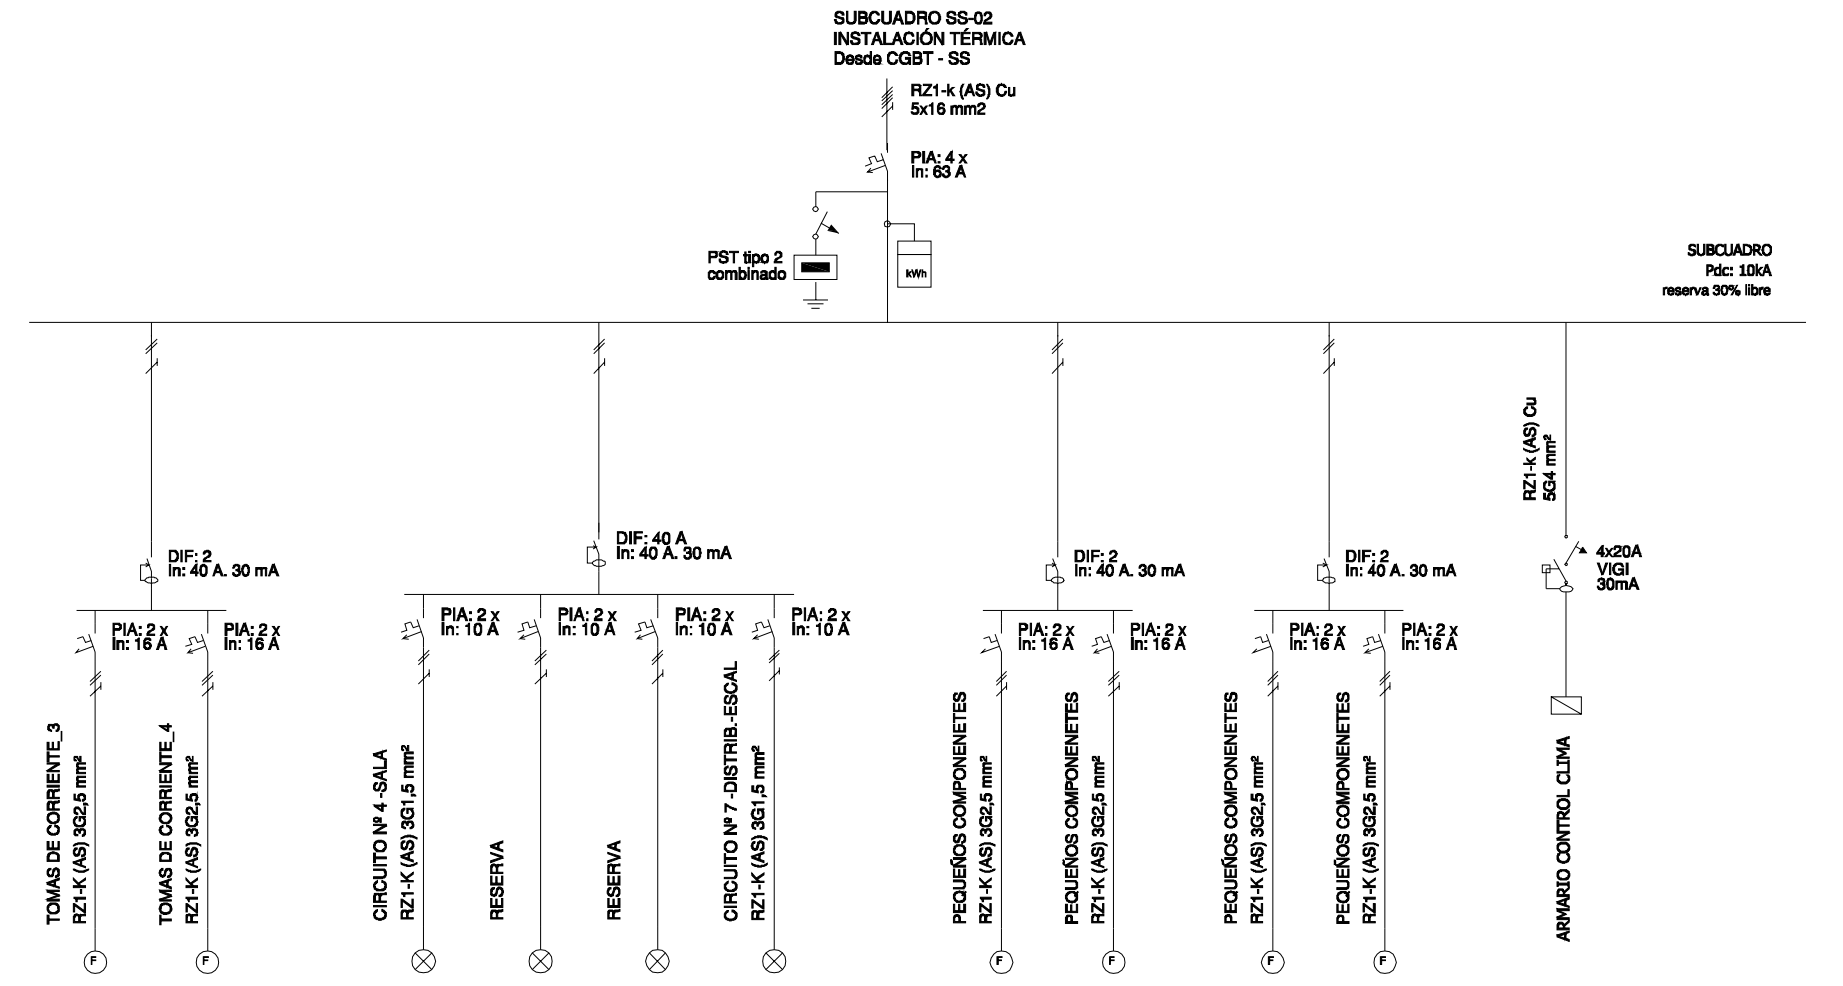 SUBCUADRO SS-02
INSTALACIÓN TÉRMICA
Desde CGBT - SS
RZ1-k (AS) Cu
5x16 mm2
PIA: 4 x
In: 63 A
PST tipo 2
combinado
kWh
SUBCUADRO
Pdc: 10kA
reserva 30% libre
DIF: 2
In: 40 A. 30 mA
PIA: 2 x
In: 16 A
PIA: 2 x
In: 16 A
TOMAS DE CORRIENTE_3
RZ1-K (AS) 3G2,5 mm²
TOMAS DE CORRIENTE_4
RZ1-K (AS) 3G2,5 mm²
F
F
DIF: 40 A
In: 40 A. 30 mA
PIA: 2 x
In: 10 A
PIA: 2 x
In: 10 A
PIA: 2 x
In: 10 A
PIA: 2 x
In: 10 A
CIRCUITO Nº 4 -SALA
RZ1-K (AS) 3G1,5 mm²
RESERVA
RESERVA
CIRCUITO Nº 7 -DISTRIB.-ESCAL
RZ1-K (AS) 3G1,5 mm²
DIF: 2
In: 40 A. 30 mA
PIA: 2 x
In: 16 A
PIA: 2 x
In: 16 A
PEQUEÑOS COMPONENETES
RZ1-K (AS) 3G2,5 mm²
PEQUEÑOS COMPONENETES
RZ1-K (AS) 3G2,5 mm²
F
F
DIF: 2
In: 40 A. 30 mA
PIA: 2 x
In: 16 A
PIA: 2 x
In: 16 A
PEQUEÑOS COMPONENETES
RZ1-K (AS) 3G2,5 mm²
PEQUEÑOS COMPONENETES
RZ1-K (AS) 3G2,5 mm²
F
F
RZ1-k (AS) Cu
5G4 mm²
4x20A
VIGI
30mA
ARMARIO CONTROL CLIMA